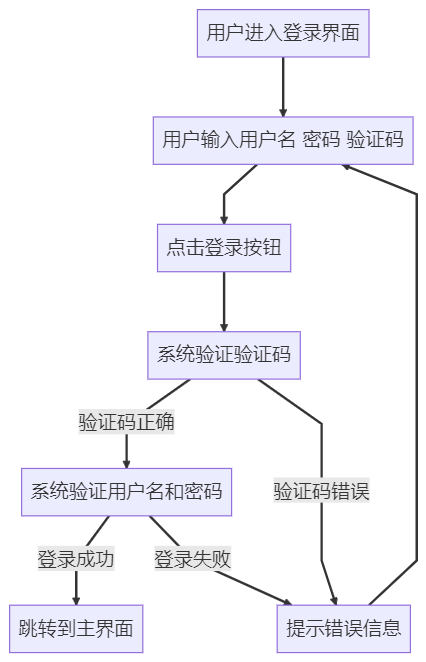 用户进入登录界面
用户输入用户名 密码 验证码
点击登录按钮
系统验证验证码
验证码正确
系统验证用户名和密码
验证码错误
登录成功
登录失败
跳转到主界面
提示错误信息